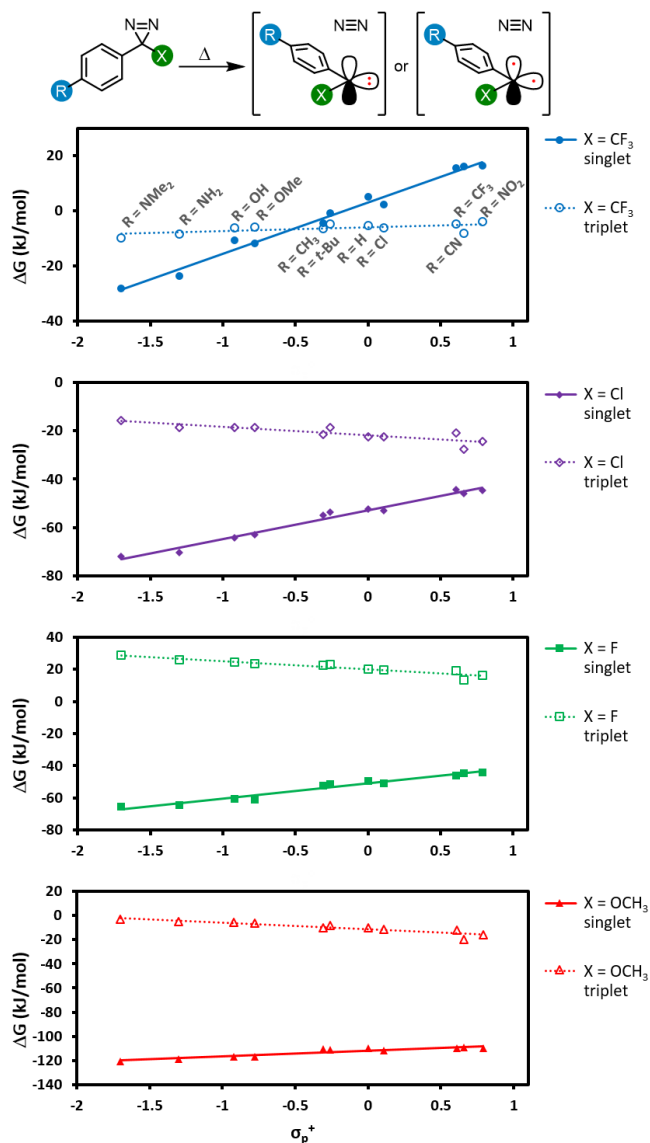 N=N
N≡N
N≡N
R
X
Δ
R
X
or
R
X
ΔG (kJ/mol)
20
0
-20
-40
-2
-1.5
-1
-0.5
0
0.5
1
R = NMe₂
R = NH₂
R = OH
R = OMe
R = CH₃
R = t-Bu
R = H
R = Cl
R = CF₃
R = CN
R = NO₂
X = CF₃
singlet
X = CF₃
triplet
ΔG (kJ/mol)
0
-20
-40
-60
-80
-2
-1.5
-1
-0.5
0
0.5
1
X = Cl
singlet
X = Cl
triplet
ΔG (kJ/mol)
40
20
0
-20
-40
-60
-80
-2
-1.5
-1
-0.5
0
0.5
1
X = F
singlet
X = F
triplet
ΔG (kJ/mol)
20
0
-20
-40
-60
-80
-100
-120
-140
-2
-1.5
-1
-0.5
0
0.5
1
X = OCH₃
singlet
X = OCH₃
triplet
σₚ⁺